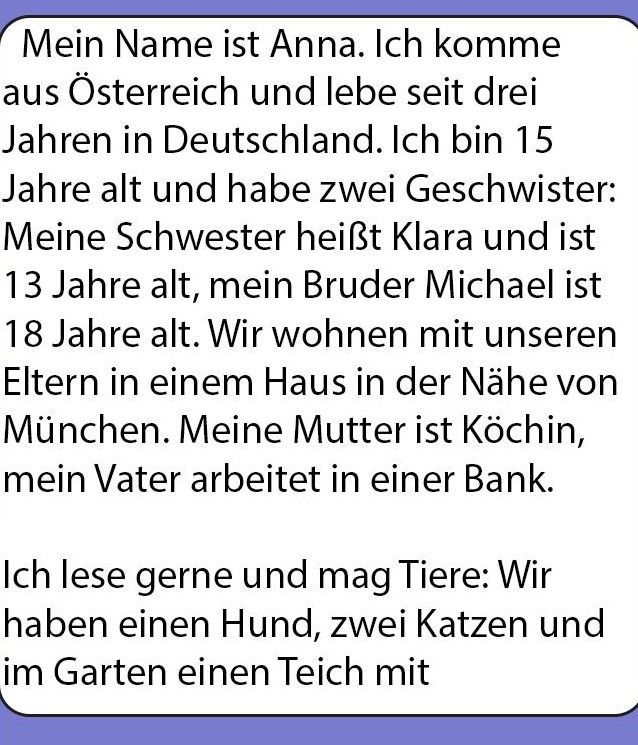 Mein Name ist Anna. Ich komme
aus Österreich und lebe seit drei
Jahren in Deutschland. Ich bin 15
Jahre alt und habe zwei Geschwister:
Meine Schwester heißt Klara und ist
13 Jahre alt, mein Bruder Michael ist
18 Jahre alt. Wir wohnen mit unseren
Eltern in einem Haus in der Nähe von
München. Meine Mutter ist Köchin,
mein Vater arbeitet in einer Bank.
Ich lese gerne und mag Tiere: Wir
haben einen Hund, zwei Katzen und
im Garten einen Teich mit